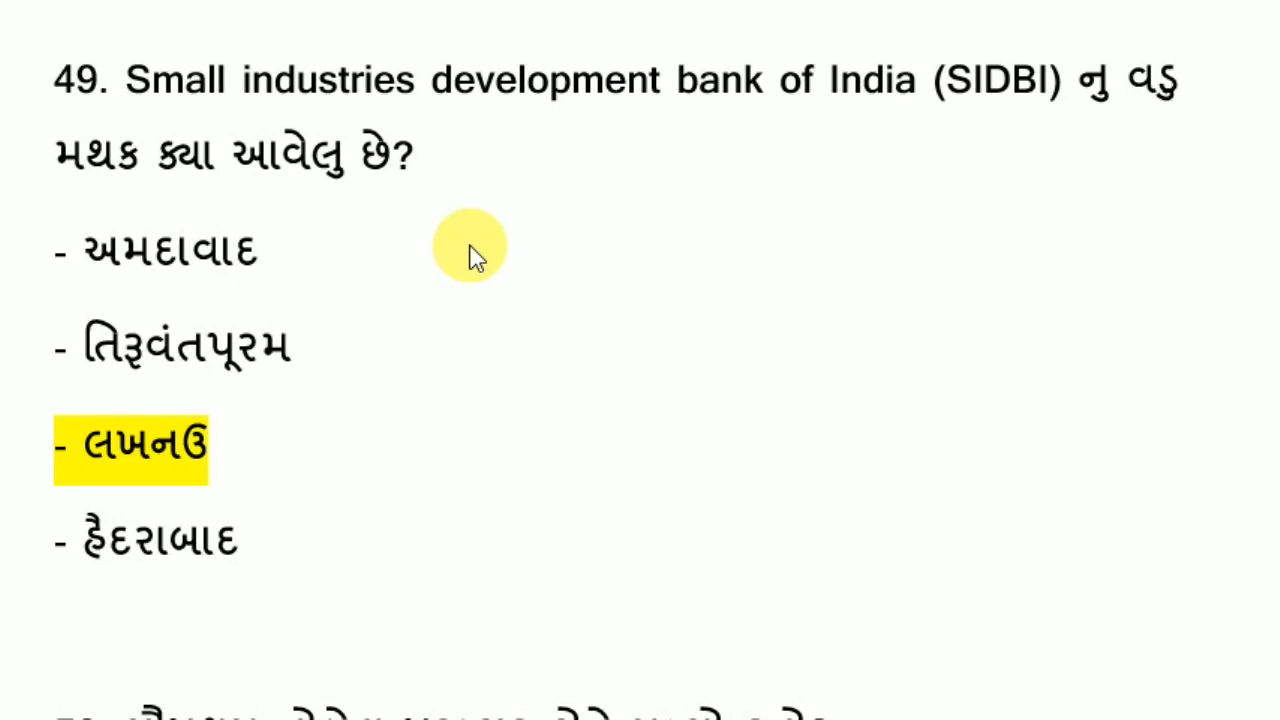 49. Small industries development bank of India (SIDBI) નુ વડુ
મથક ક્યા આવેલુ છે?
- અમદાવાદ
- તિરૂવંતપૂરમ
- લખનઉ
- હૈદરાબાદ